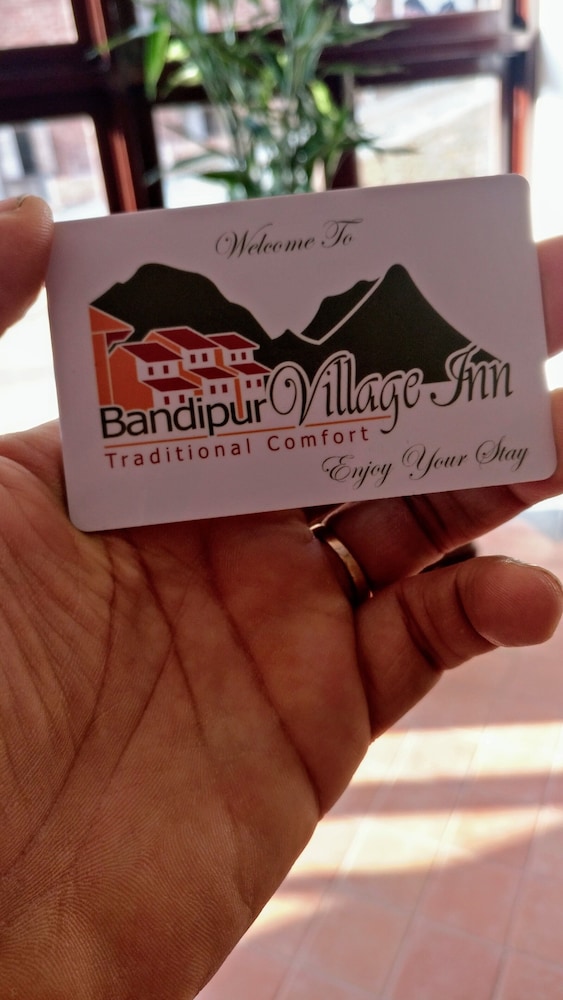 Welcome To
Bandipur Village Inn
Traditional Comfort
Enjoy Your Stay